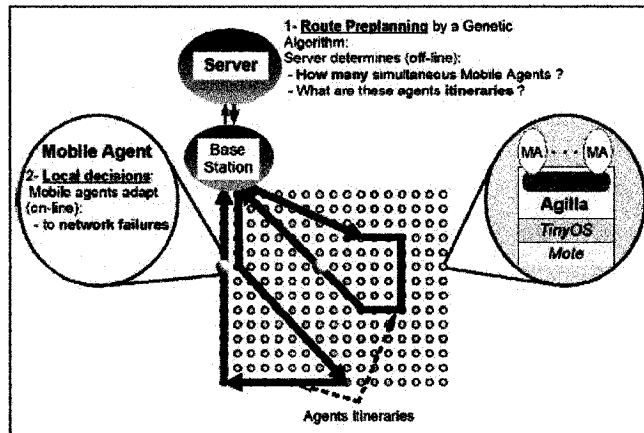 1- Route Preplanning by a Genetic
Algorithm:
Server determines (off-line):
- How many simultaneous Mobile Agents ?
- What are these agents itineraries ?
Server
Base
Station
Mobile Agent
2- Local decisions:
Mobile agents adapt
(on-line):
- to network failures
MA . . . MA
Agilla
TinyOS
Mote
Agents itineraries